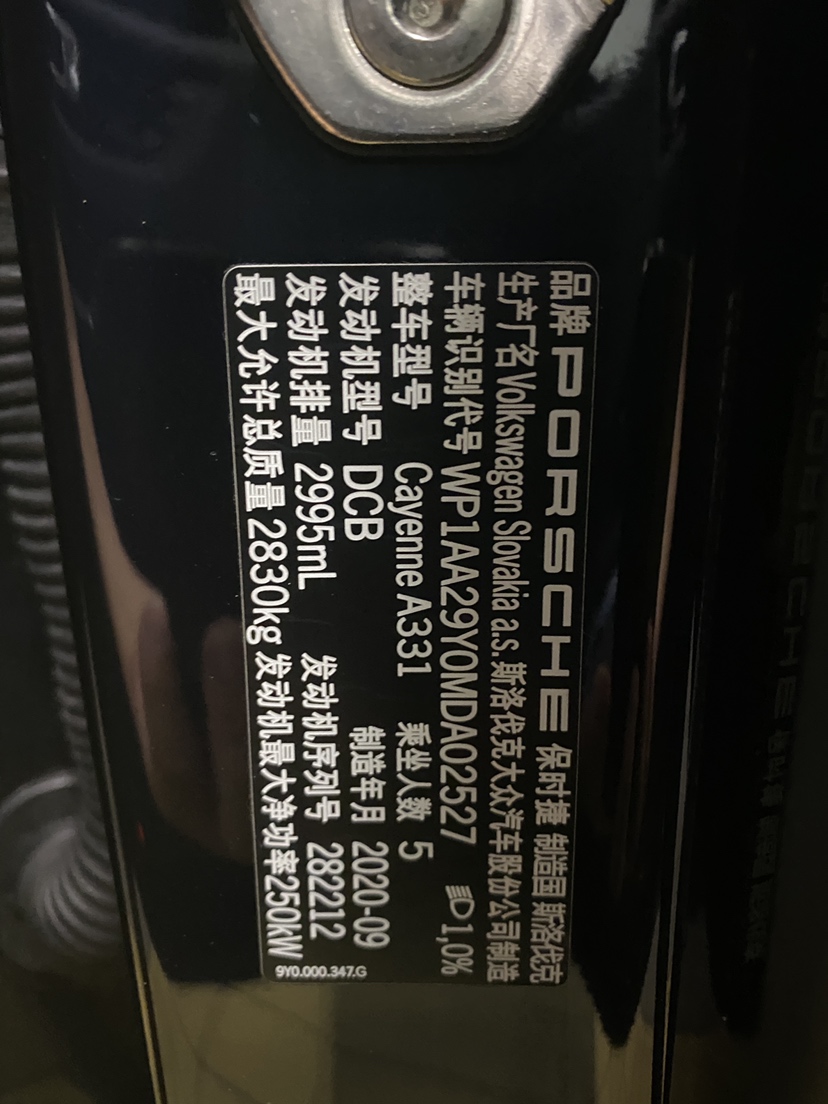 品牌 PORSCHE 保时捷 制造国 斯洛伐克
生产厂名 Volkswagen Slovakia a.s. 斯洛伐克大众汽车股份公司制造
车辆识别代号 WP1AA29Y0MDA02527 1,0%
整车型号 Cayenne A331 乘坐人数 5
发动机型号 DCB 制造年月 2020-09
发动机排量 2995mL 发动机序列号 282212
最大允许总质量 2830kg 发动机最大净功率250kW
9Y0.000.347.G